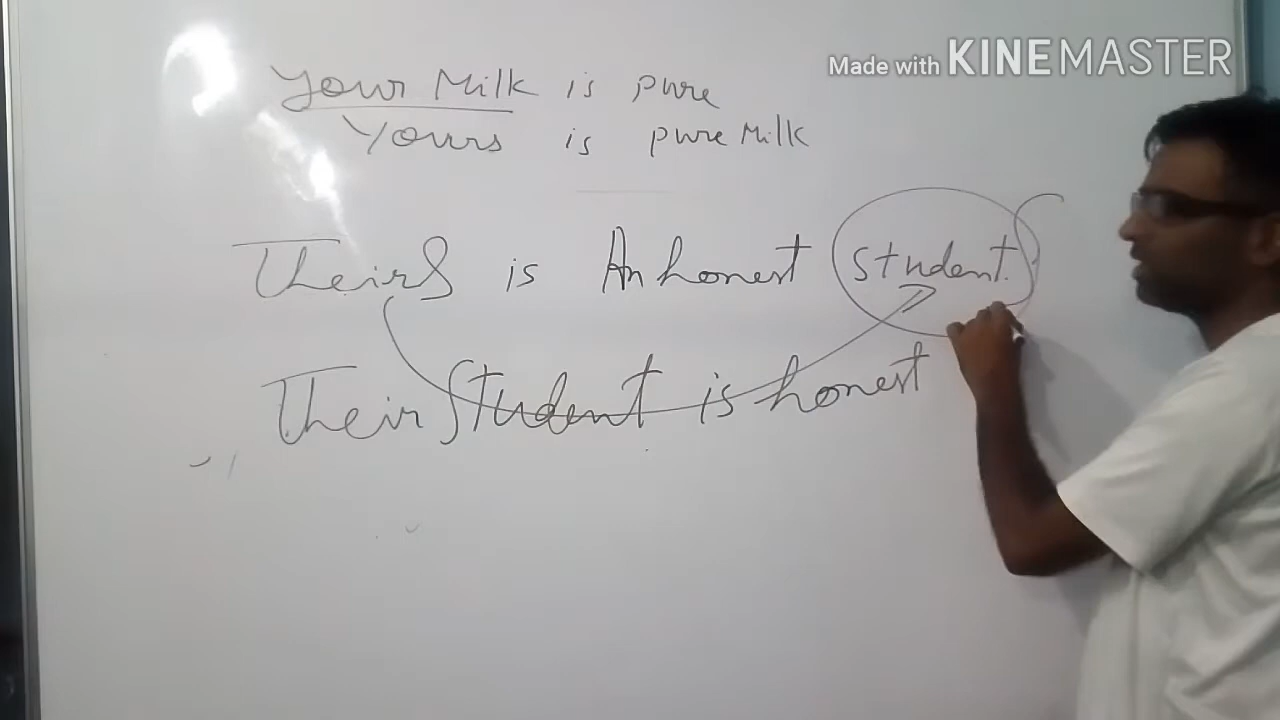 Made with KINEMASTER
Your Milk is pure
Yours is pure Milk
Theirs is An honest student.
Their Student is honest